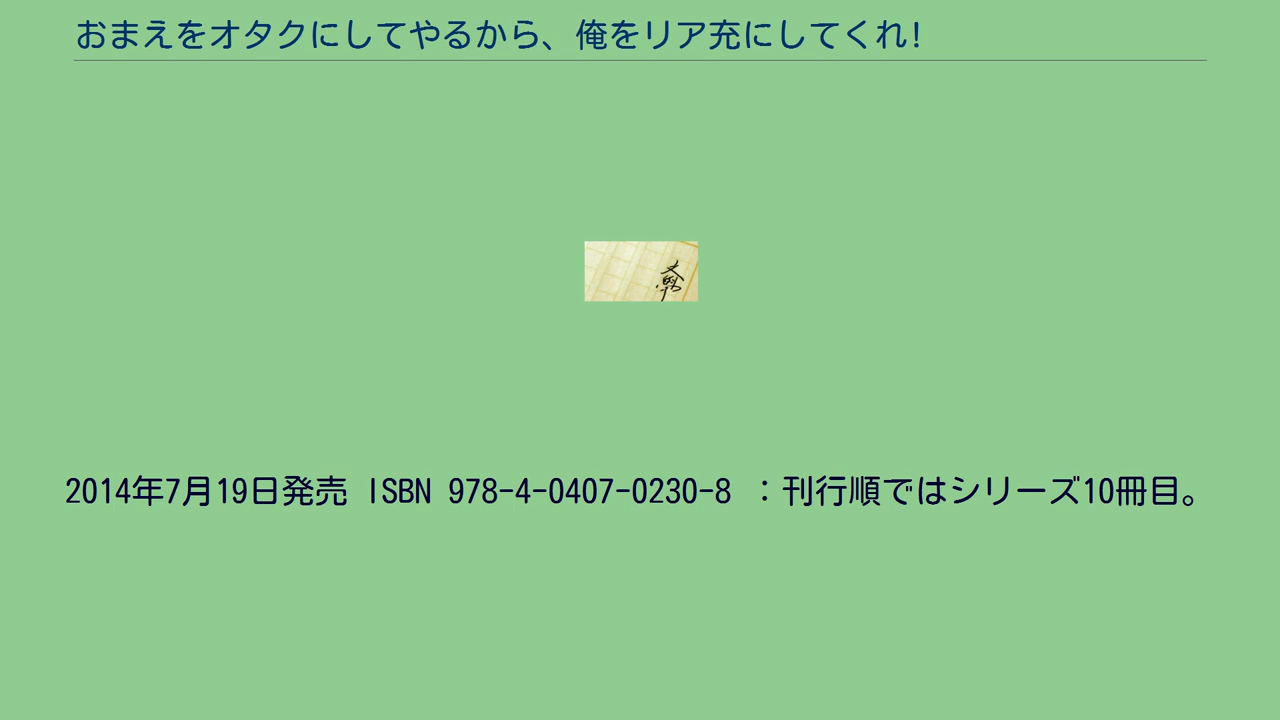 おまえをオタクにしてやるから、俺をリア充にしてくれ!
2014年7月19日発売 ISBN 978-4-0407-0230-8 ：刊行順ではシリーズ10冊目。